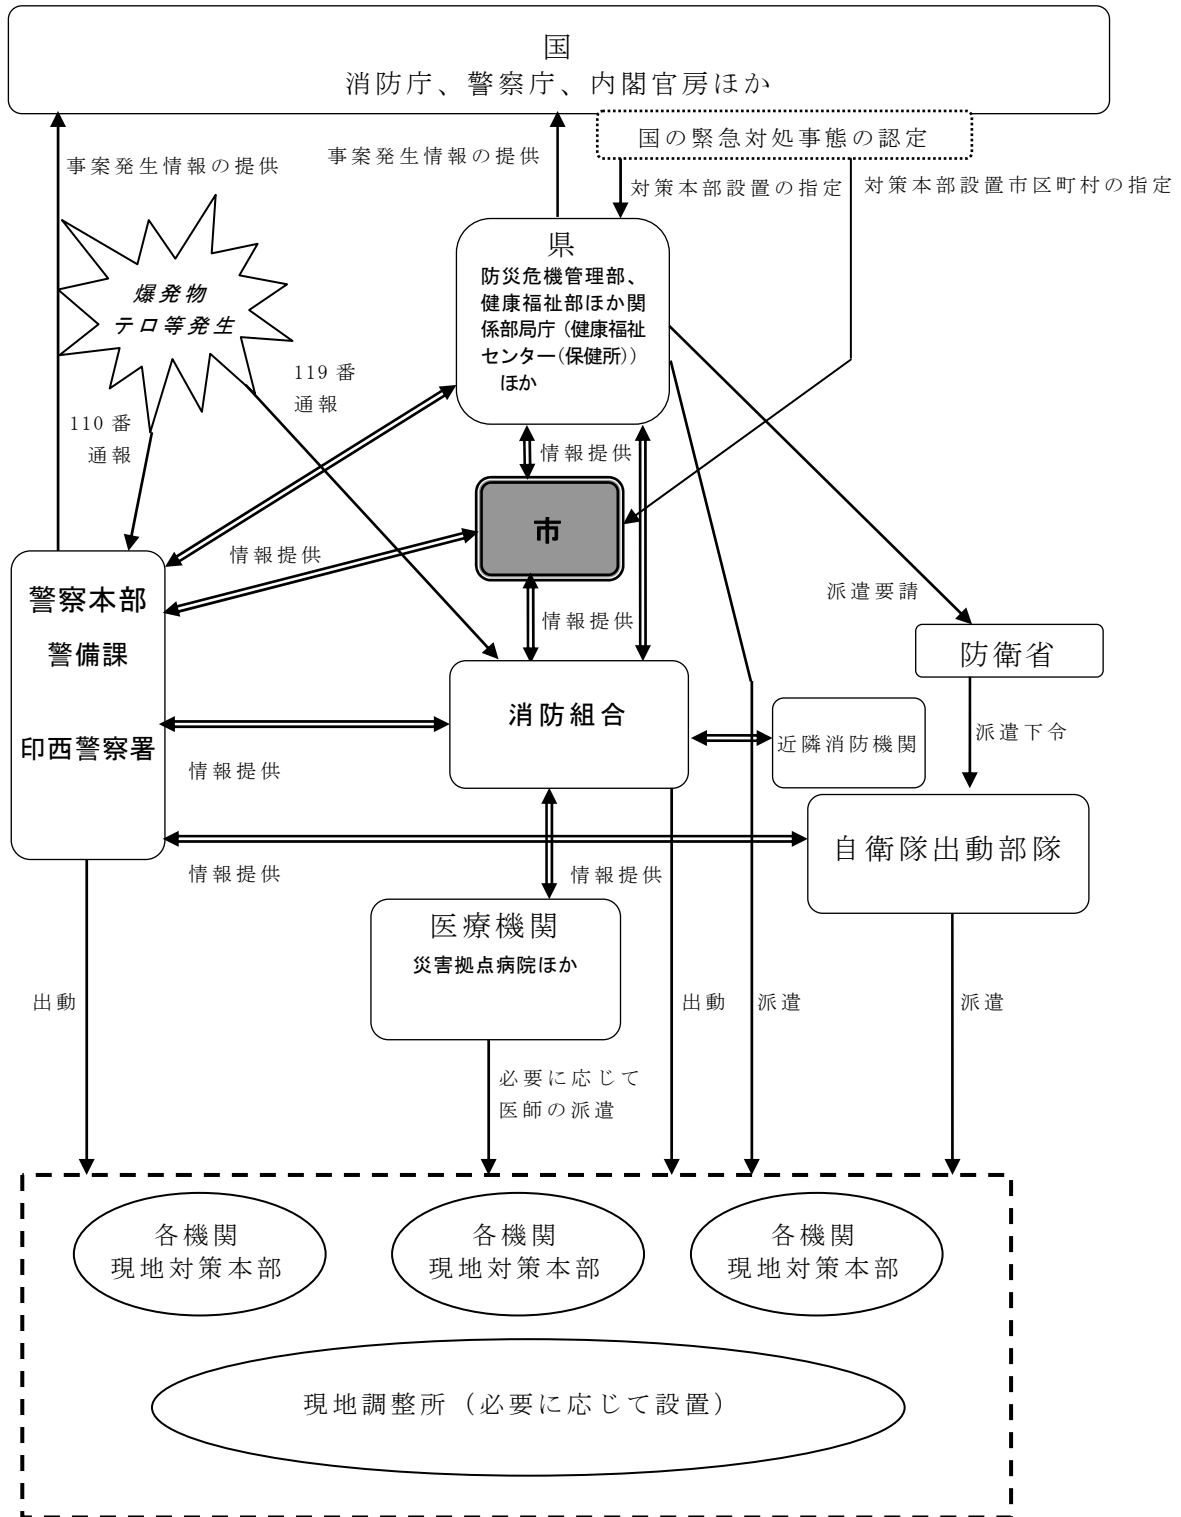 国
消防庁、警察庁、内閣官房ほか
国の緊急対処事態の認定
事案発生情報の提供
事案発生情報の提供
対策本部設置の指定
対策本部設置市区町村の指定
爆発物
テロ等発生
県
防災危機管理部、
健康福祉部ほか関
係部局庁（健康福祉
センター（保健所））
ほか
119 番
通報
110 番
通報
情報提供
市
情報提供
情報提供
派遣要請
警察本部
警備課
印西警察署
消防組合
防衛省
近隣消防機関
派遣下令
情報提供
自衛隊出動部隊
情報提供
情報提供
医療機関
災害拠点病院ほか
出動
出動
派遣
派遣
必要に応じて
医師の派遣
各機関
現地対策本部
各機関
現地対策本部
各機関
現地対策本部
現地調整所（必要に応じて設置）